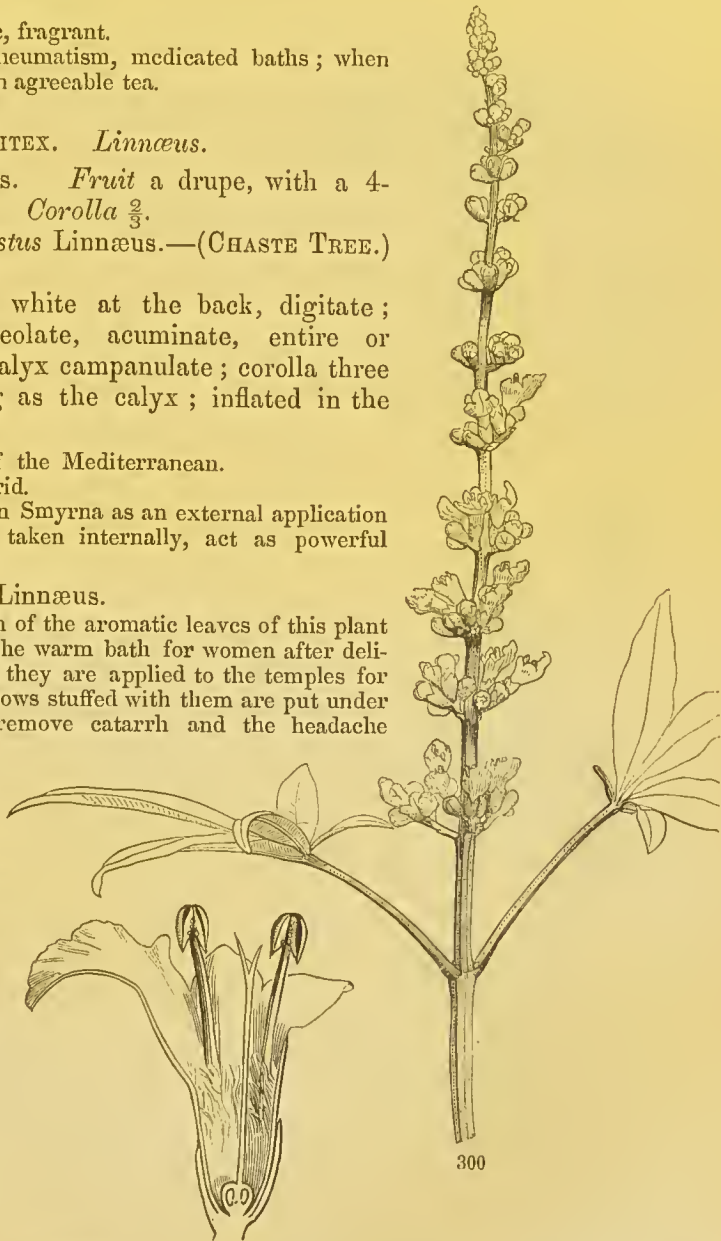 , fragrant.
neumatism, medicated baths; when
agreeable tea.
ITEX. Linnæus.
s. Fruit a drupe, with a 4-
Corolla ⅔.
stus Linnæus.—(CHASTE TREE.)
white at the back, digitate;
eolate, acuminate, entire or
alyx campanulate; corolla three
as the calyx; inflated in the
the Mediterranean.
rid.
n Smyrna as an external application
taken internally, act as powerful
Linnæus.
n of the aromatic leaves of this plant
he warm bath for women after deli-
they are applied to the temples for
ows stuffed with them are put under
remove catarrh and the headache
300